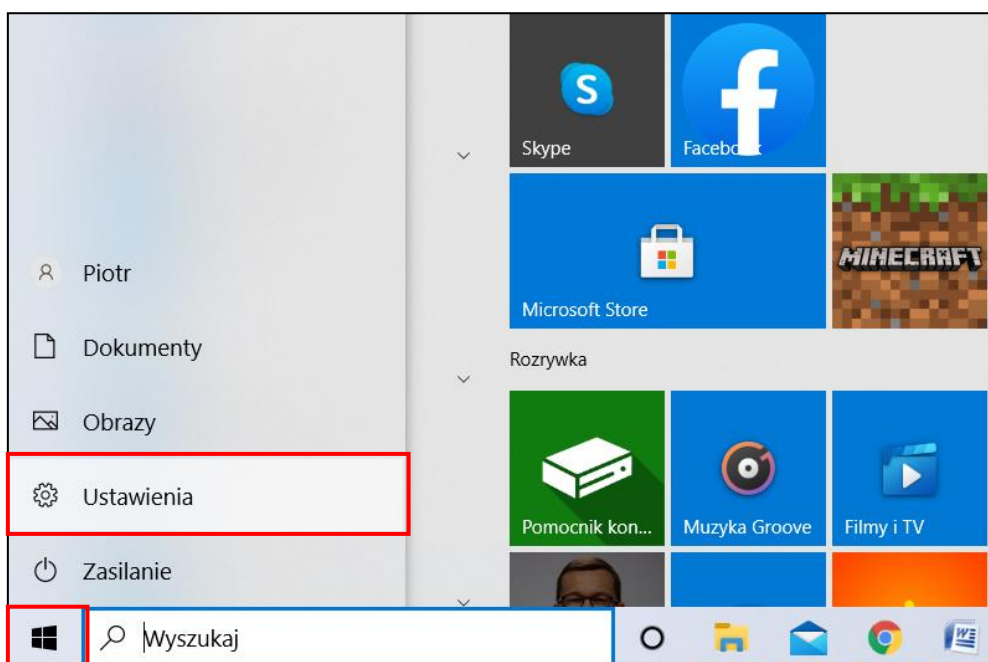 Piotr
Dokumenty
Obrazy
Ustawienia
Zasilanie
Wyszukaj
Skype
Facebook
Microsoft Store
MINECRAFT
Rozrywka
Pomocnik kon...
Muzyka Groove
Filmy i TV